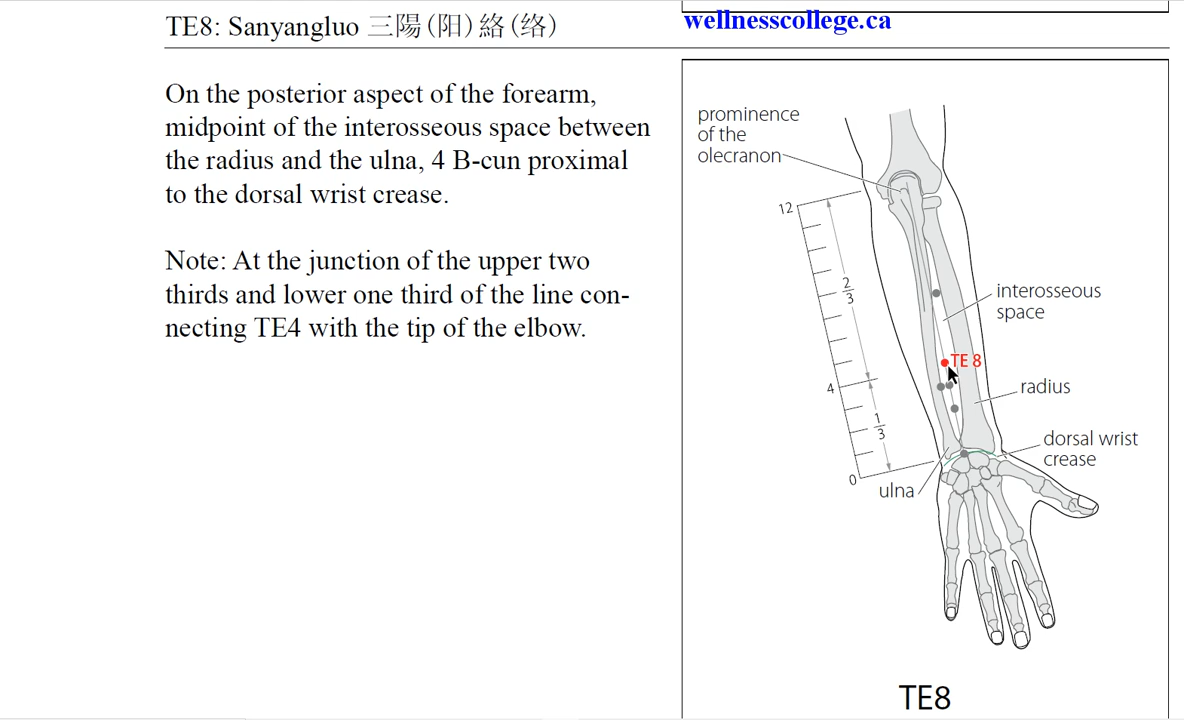 TE8: Sanyangluo 三陽(阳)絡(络)
wellnesscollege.ca
On the posterior aspect of the forearm,
midpoint of the interosseous space between
the radius and the ulna, 4 B-cun proximal
to the dorsal wrist crease.
Note: At the junction of the upper two
thirds and lower one third of the line con-
necting TE4 with the tip of the elbow.
prominence
of the
olecranon
12
2
3
interosseous
space
TE 8
4
radius
1
3
dorsal wrist
crease
0
ulna
TE8